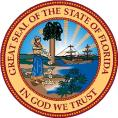 GREAT SEAL OF THE STATE OF FLORIDA
IN GOD WE TRUST